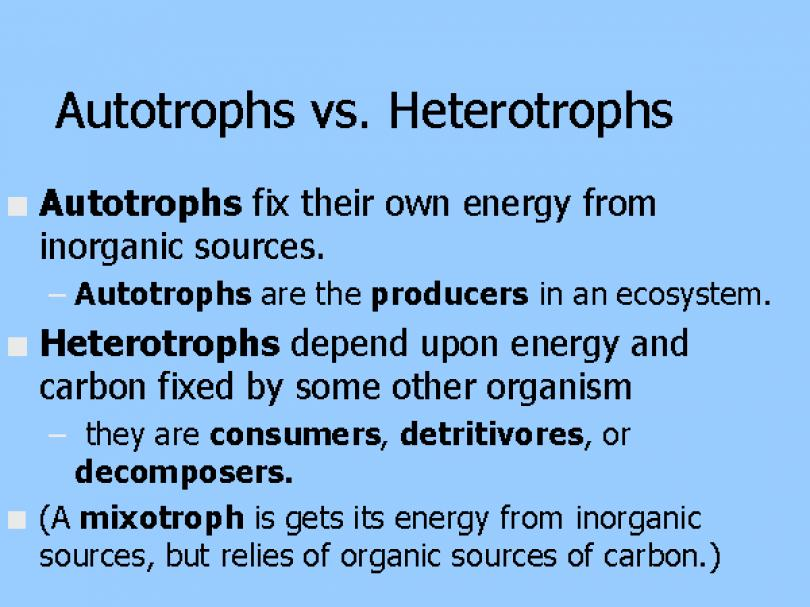 Autotrophs vs. Heterotrophs
Autotrophs fix their own energy from
inorganic sources.
– Autotrophs are the producers in an ecosystem.
Heterotrophs depend upon energy and
carbon fixed by some other organism
– they are consumers, detritivores, or
decomposers.
(A mixotroph is gets its energy from inorganic
sources, but relies of organic sources of carbon.)